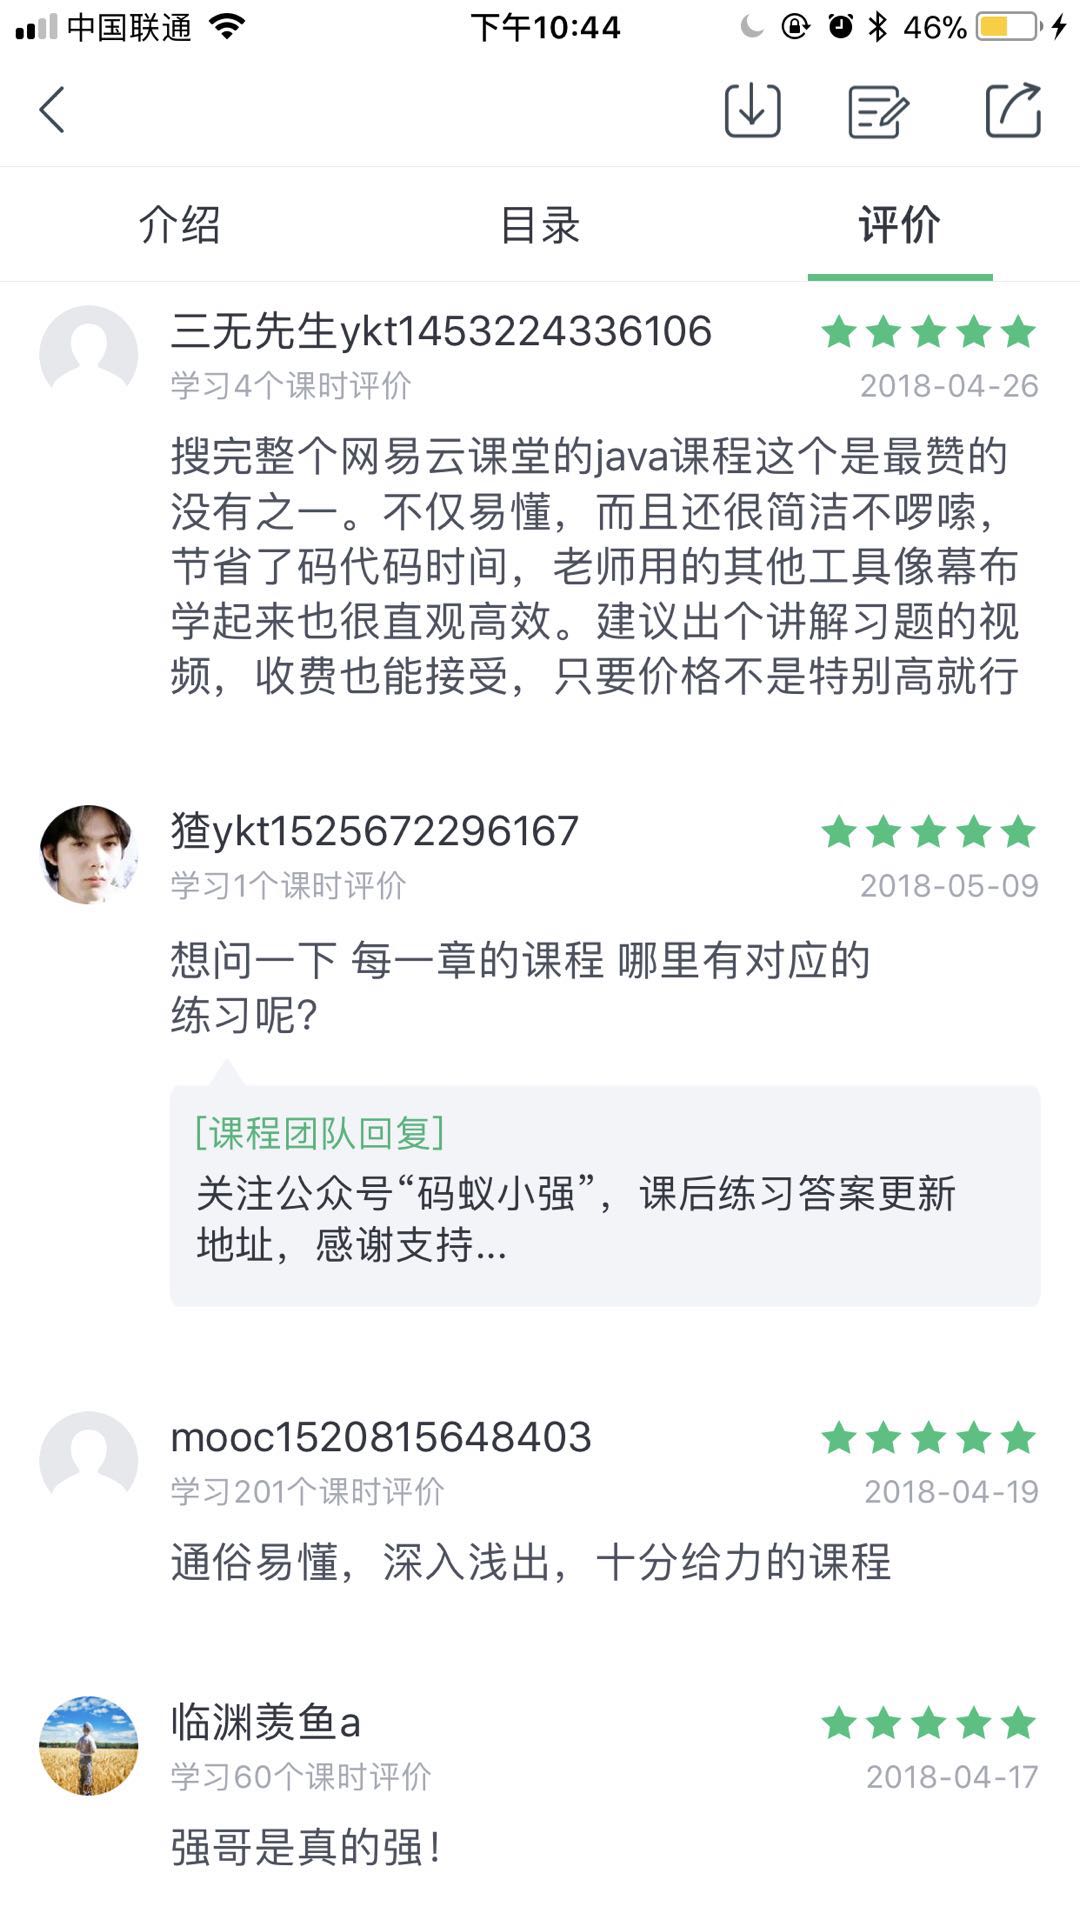 中国联通 下午10:44 46%
介绍 目录 评价
三无先生ykt1453224336106
学习4个课时评价 2018-04-26
搜完整个网易云课堂的java课程这个是最赞的
没有之一。不仅易懂，而且还很简洁不啰嗦，
节省了码代码时间，老师用的其他工具像幕布
学起来也很直观高效。建议出个讲解习题的视
频，收费也能接受，只要价格不是特别高就行
猹ykt1525672296167
学习1个课时评价 2018-05-09
想问一下 每一章的课程 哪里有对应的
练习呢?
[课程团队回复]
关注公众号“码蚁小强”，课后练习答案更新
地址，感谢支持...
mooc1520815648403
学习201个课时评价 2018-04-19
通俗易懂，深入浅出，十分给力的课程
临渊羡鱼a
学习60个课时评价 2018-04-17
强哥是真的强！